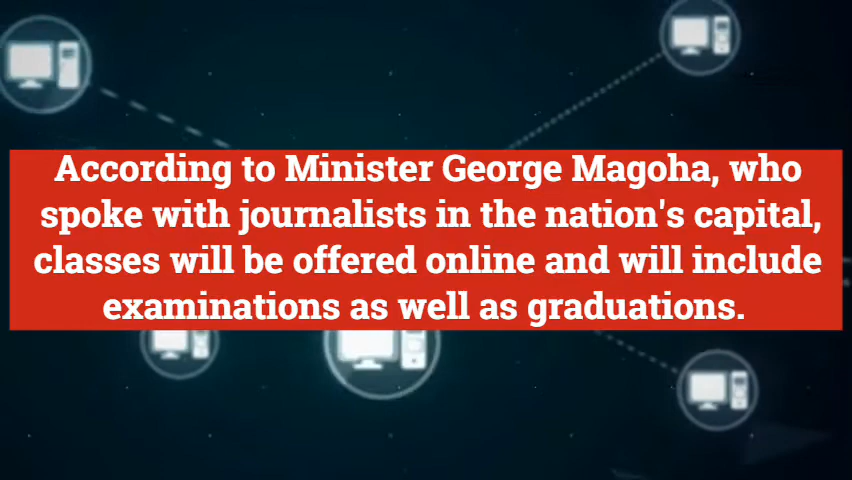 According to Minister George Magoha, who
spoke with journalists in the nation's capital,
classes will be offered online and will include
examinations as well as graduations.